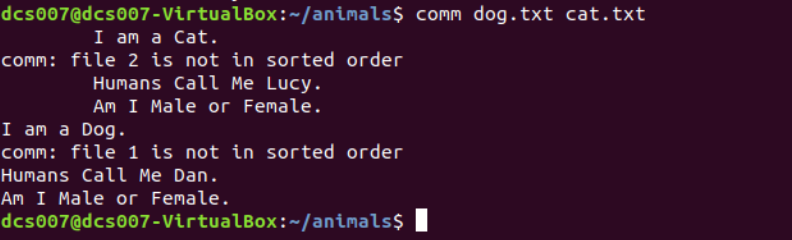 dcs007@dcs007-VirtualBox:~/animals$ comm dog.txt cat.txt
        I am a Cat.
comm: file 2 is not in sorted order
        Humans Call Me Lucy.
        Am I Male or Female.
I am a Dog.
comm: file 1 is not in sorted order
Humans Call Me Dan.
Am I Male or Female.
dcs007@dcs007-VirtualBox:~/animals$